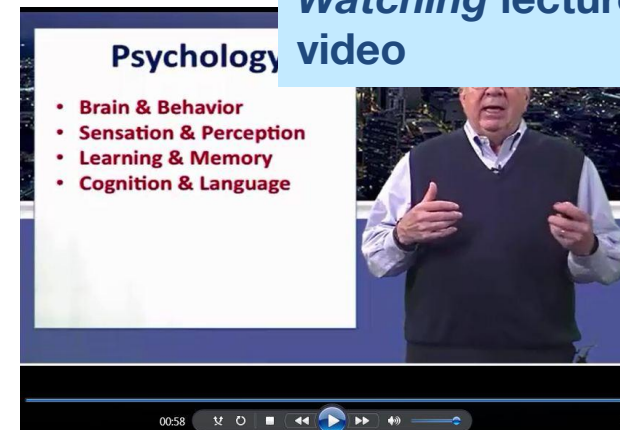 Watching lecture
video
Psychology
• Brain & Behavior
• Sensation & Perception
• Learning & Memory
• Cognition & Language
00:58